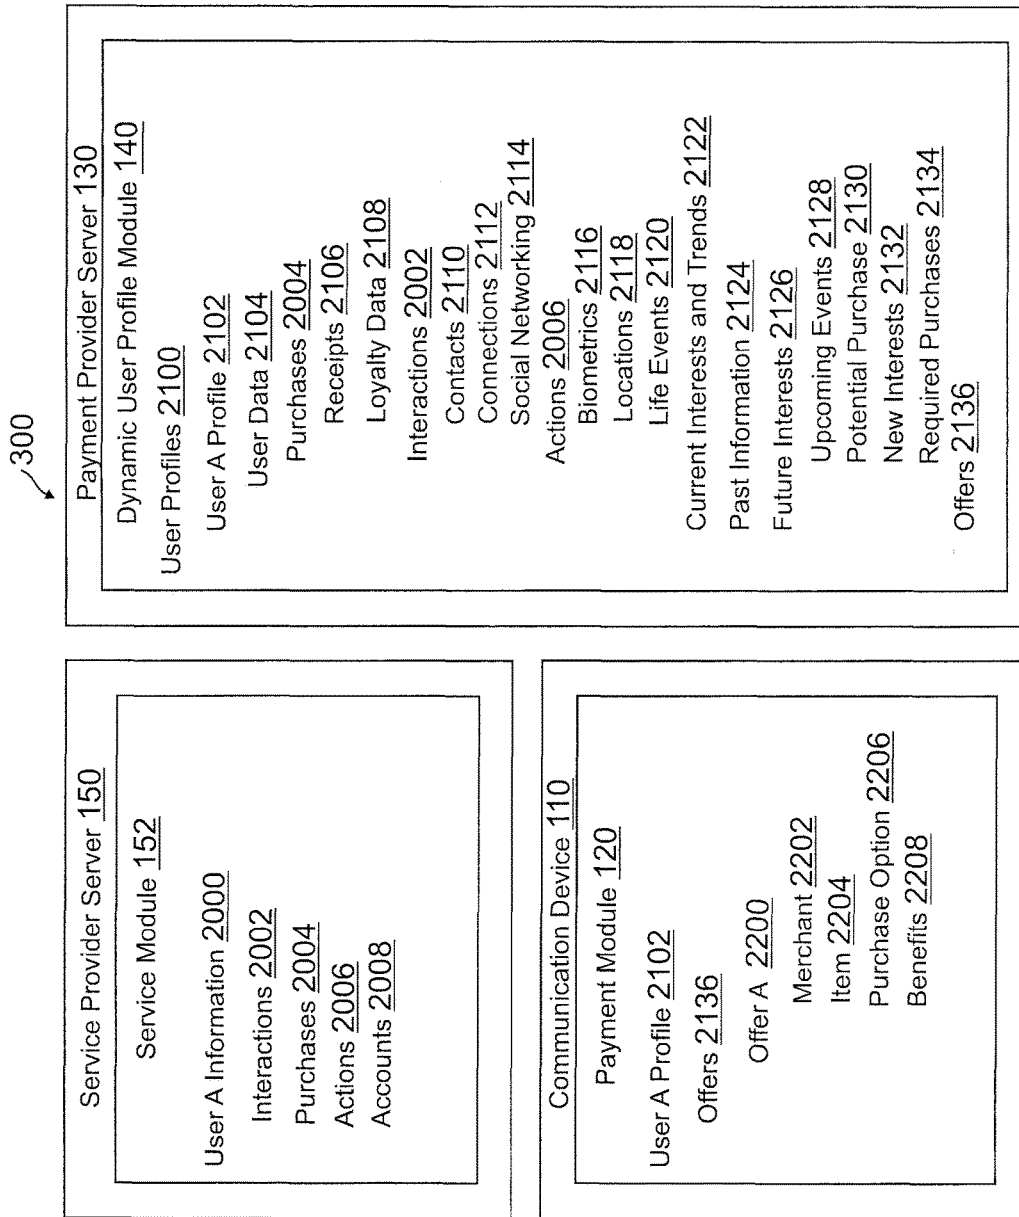 300
Service Provider Server 150
Service Module 152
User A Information 2000
Interactions 2002
Purchases 2004
Actions 2006
Accounts 2008
Communication Device 110
Payment Module 120
User A Profile 2102
Offers 2136
Offer A 2200
Merchant 2202
Item 2204
Purchase Option 2206
Benefits 2208
Payment Provider Server 130
Dynamic User Profile Module 140
User Profiles 2100
User A Profile 2102
User Data 2104
Purchases 2004
Receipts 2106
Loyalty Data 2108
Interactions 2002
Contacts 2110
Connections 2112
Social Networking 2114
Actions 2006
Biometrics 2116
Locations 2118
Life Events 2120
Current Interests and Trends 2122
Past Information 2124
Future Interests 2126
Upcoming Events 2128
Potential Purchase 2130
New Interests 2132
Required Purchases 2134
Offers 2136